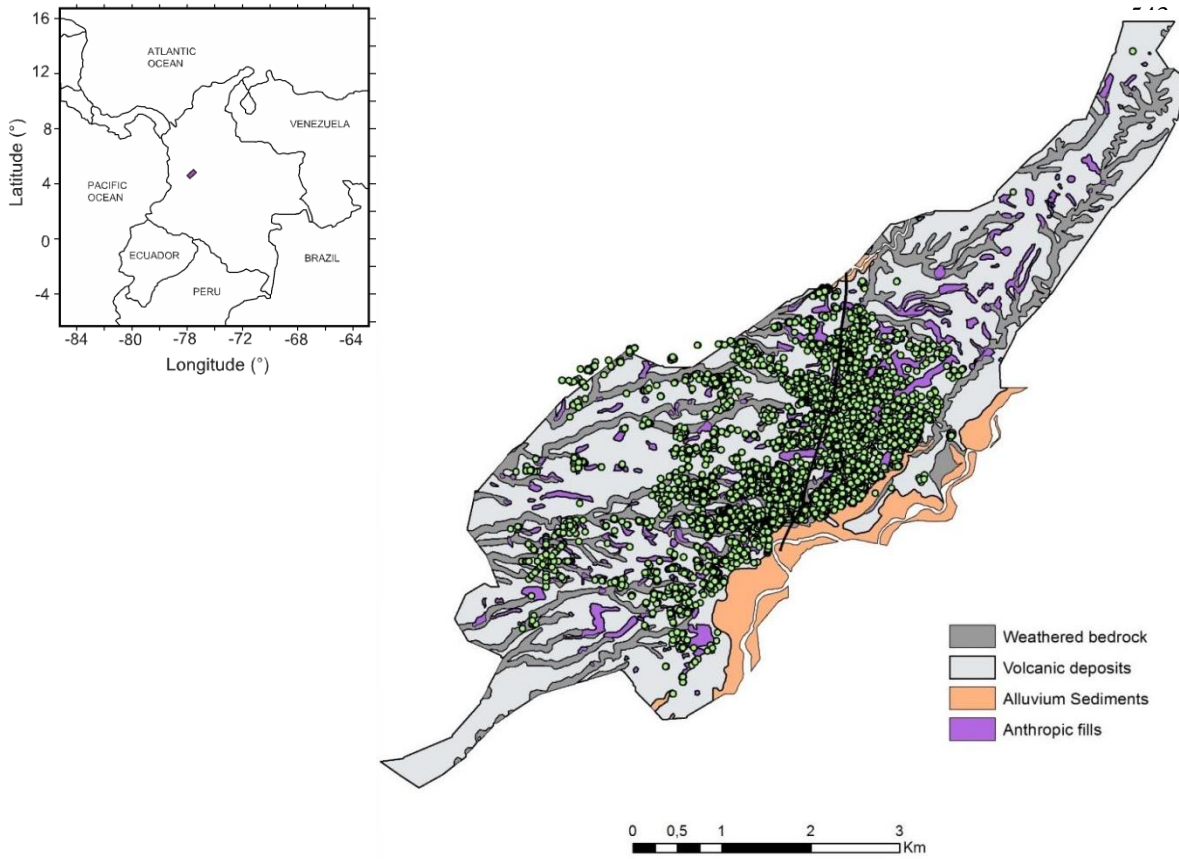 16
12
8
4
0
-4
Latitude (°)
ATLANTIC
OCEAN
VENEZUELA
PACIFIC
OCEAN
ECUADOR
BRAZIL
PERU
-84
-80
-76
-72
-68
-64
Longitude (°)
Weathered bedrock
Volcanic deposits
Alluvium Sediments
Anthropic fills
0
0,5
1
2
3
Km